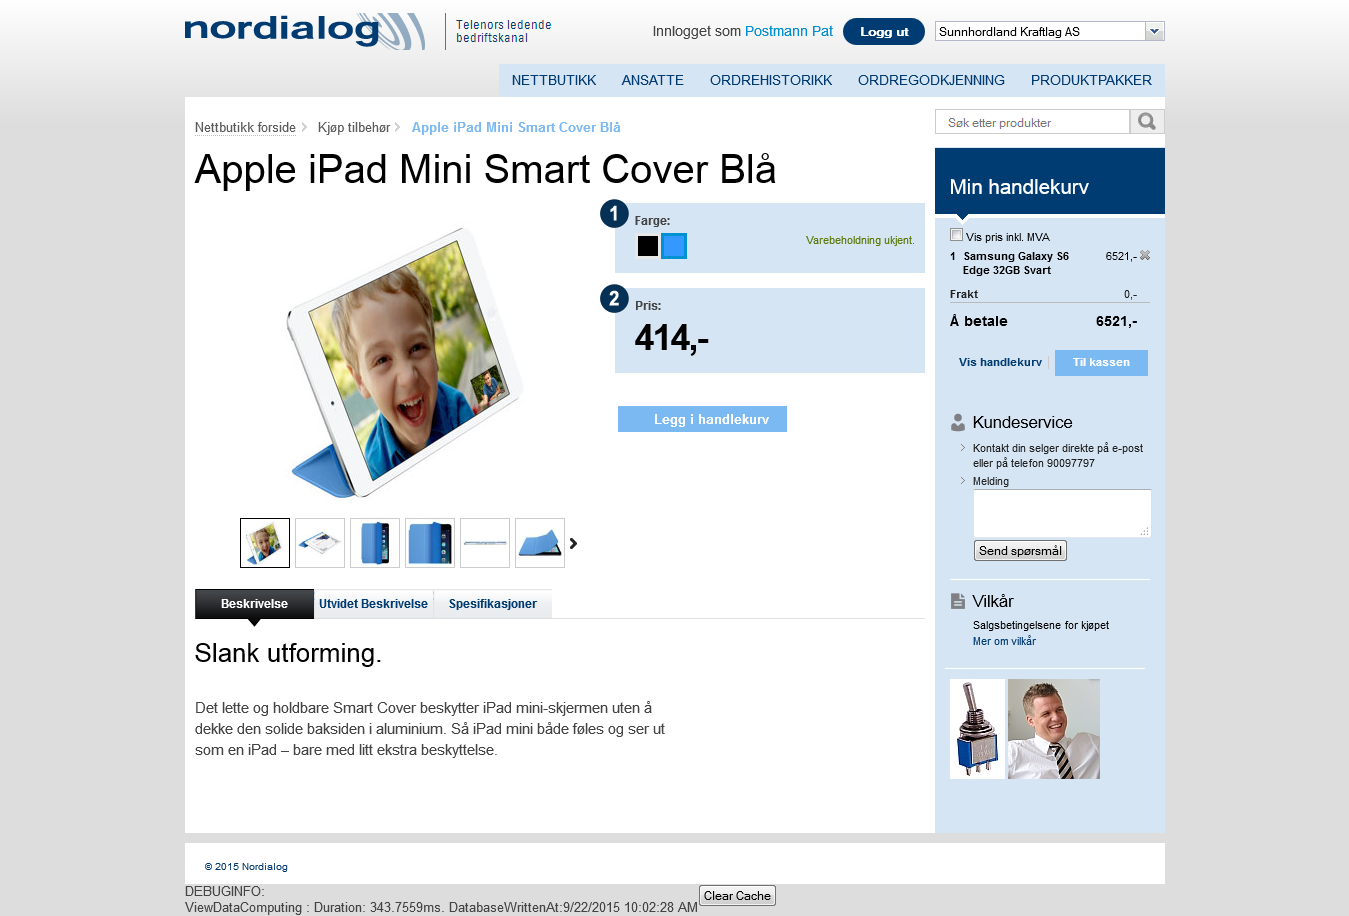 nordialog
Telenors ledende
bedriftskanal
Innlogget som Postmann Pat
Logg ut
Sunnhordland Kraftlag AS
NETTBUTIKK ANSATTE ORDREHISTORIKK ORDREGODKJENNING PRODUKTPAKKER
Nettbutikk forside Kjøp tilbehør Apple iPad Mini Smart Cover Blå
Søk etter produkter
Apple iPad Mini Smart Cover Blå
1
Farge:
Varebeholdning ukjent.
2
Pris:
414,-
Legg i handlekurv
Min handlekurv
Vis pris inkl. MVA
1 Samsung Galaxy S6 6521,-
Edge 32GB Svart
Frakt 0,-
Å betale 6521,-
Vis handlekurv Til kassen
Kundeservice
Kontakt din selger direkte på e-post
eller på telefon 90097797
Melding
Send spørsmål
Vilkår
Salgsbetingelsene for kjøpet
Mer om vilkår
Beskrivelse Utvidet Beskrivelse Spesifikasjoner
Slank utforming.
Det lette og holdbare Smart Cover beskytter iPad mini-skjermen uten å
dekke den solide baksiden i aluminium. Så iPad mini både føles og ser ut
som en iPad – bare med litt ekstra beskyttelse.
© 2015 Nordialog
DEBUGINFO:
ViewDataComputing : Duration: 343.7559ms. DatabaseWrittenAt:9/22/2015 10:02:28 AM Clear Cache